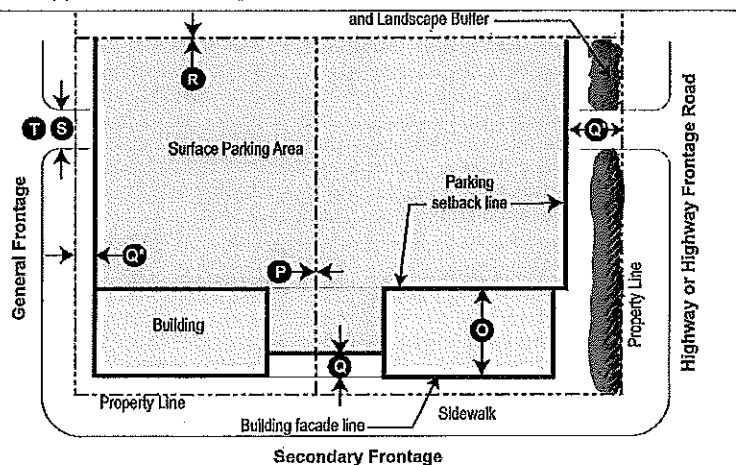 and Landscape Buffer
R
T S
Q'
Surface Parking Area
Parking
setback line
General Frontage
Highway or Highway Frontage Road
Q'
P
Building
O
Property Line
Q
Property Line
Sidewalk
Building facade line
Secondary Frontage